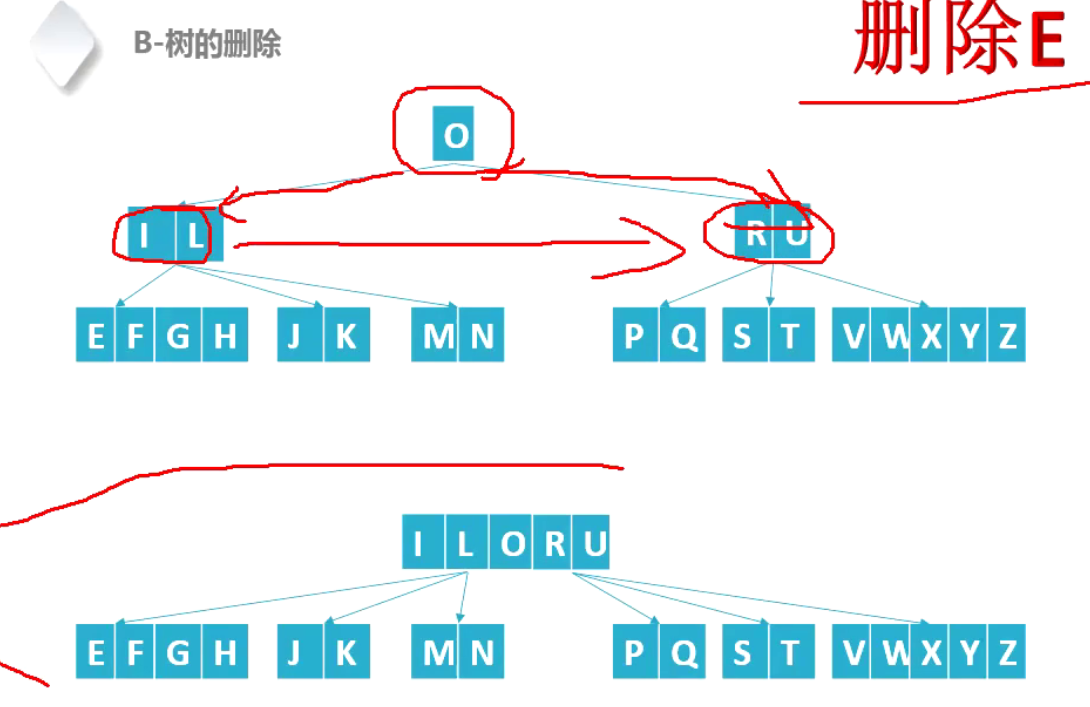 B-树的删除
删除E
O
I L
R U
E F G H
J K
M N
P Q
S T
V W X Y Z
I L O R U
E F G H
J K
M N
P Q
S T
V W X Y Z